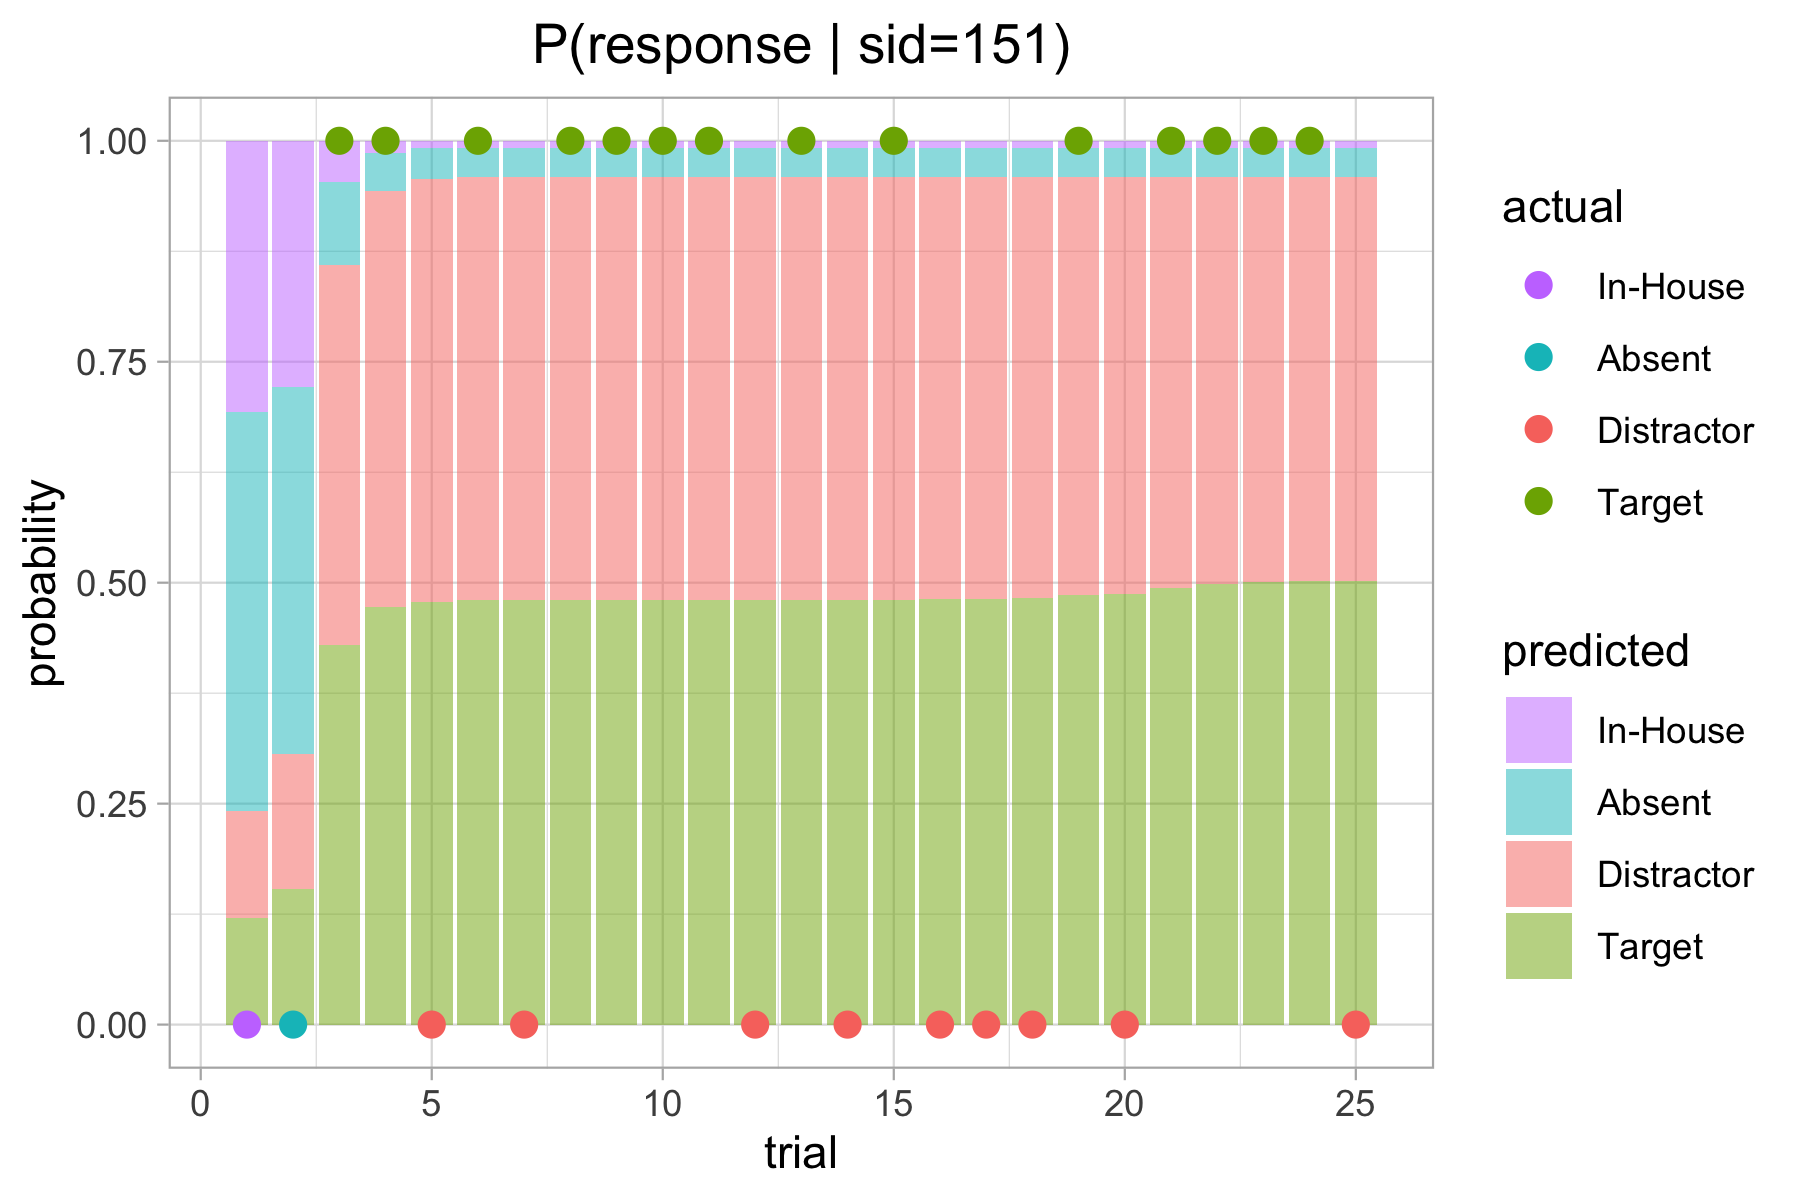 P(response | sid=151)
1.00
0.75
0.50
0.25
0.00
probability
0 5 10 15 20 25
trial
actual
In-House
Absent
Distractor
Target
predicted
In-House
Absent
Distractor
Target